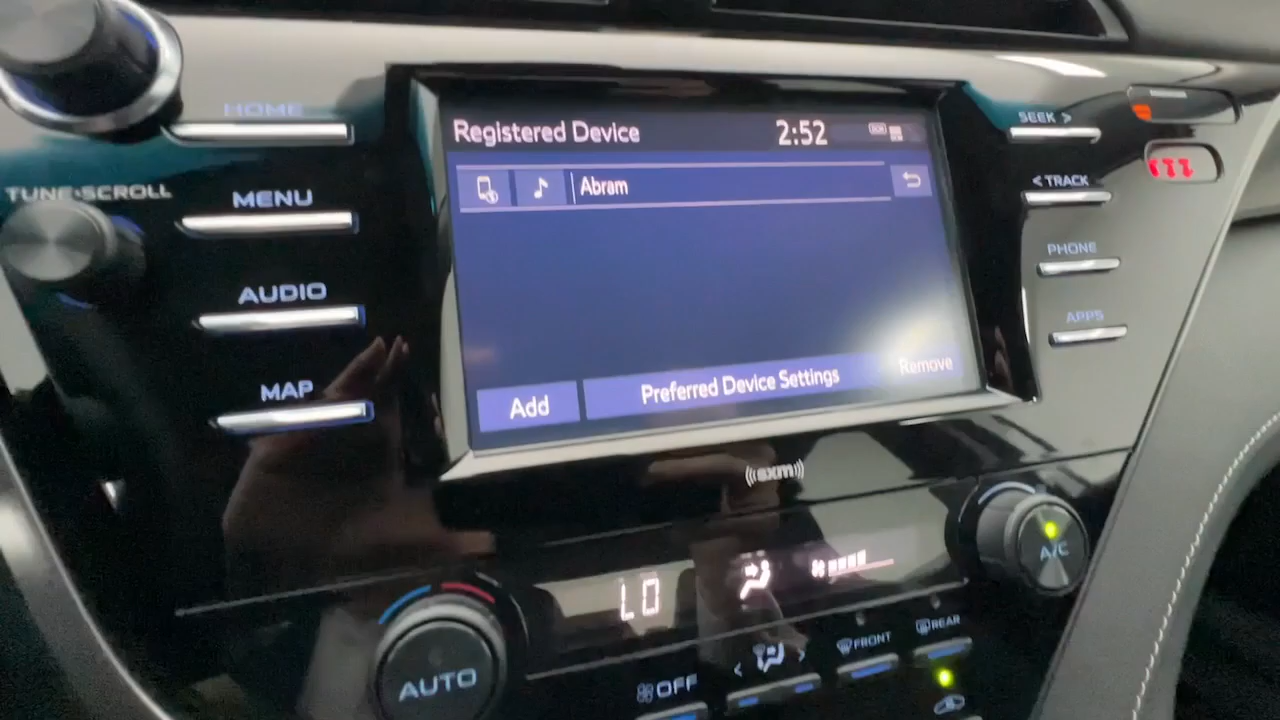 HOME
TUNE•SCROLL
MENU
AUDIO
MAP
Registered Device 2:52
Abram
Add Preferred Device Settings Remove
SEEK >
< TRACK
PHONE
APPS
((sxm))
LO
A/C
AUTO
OFF
FRONT
REAR